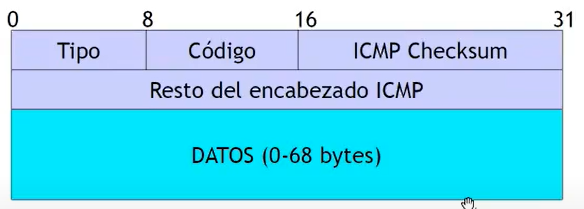 0 8 16 31
Tipo Código ICMP Checksum
Resto del encabezado ICMP
DATOS (0-68 bytes)